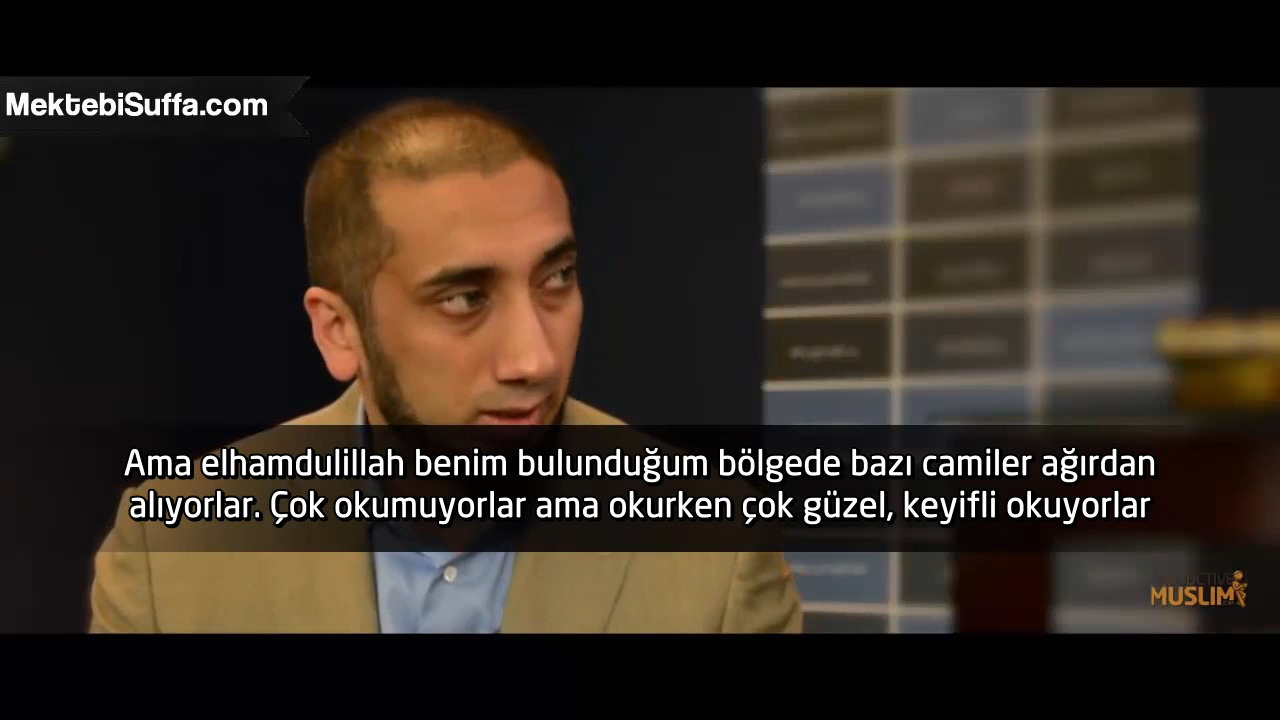 MektebiSuffa.com
Ama elhamdulillah benim bulunduğum bölgede bazı camiler ağırdan
alıyorlar. Çok okumuyorlar ama okurken çok güzel, keyifli okuyorlar
MUSLIM